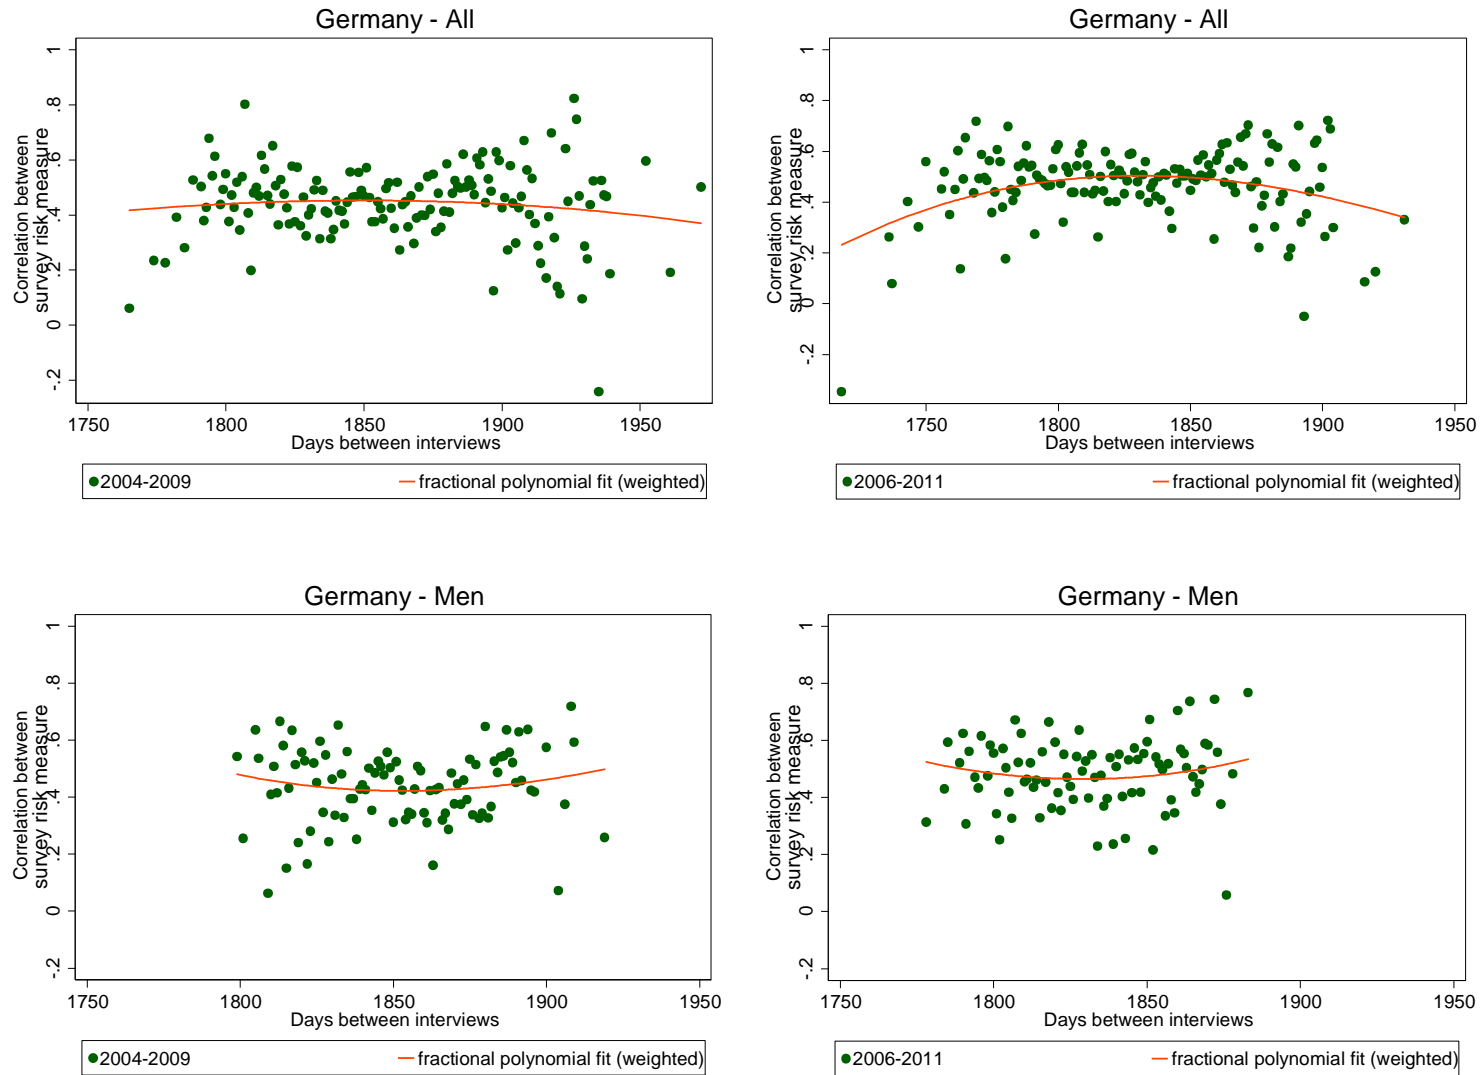 Germany - All
Correlation between
survey risk measure
1
.8
.6
.4
.2
0
-.2
1750 1800 1850 1900 1950
Days between interviews
2004-2009 fractional polynomial fit (weighted)
Germany - All
Correlation between
survey risk measure
1
.8
.6
.4
.2
0
-.2
1750 1800 1850 1900 1950
Days between interviews
2006-2011 fractional polynomial fit (weighted)
Germany - Men
Correlation between
survey risk measure
1
.8
.6
.4
.2
0
-.2
1750 1800 1850 1900 1950
Days between interviews
2004-2009 fractional polynomial fit (weighted)
Germany - Men
Correlation between
survey risk measure
1
.8
.6
.4
.2
0
-.2
1750 1800 1850 1900 1950
Days between interviews
2006-2011 fractional polynomial fit (weighted)